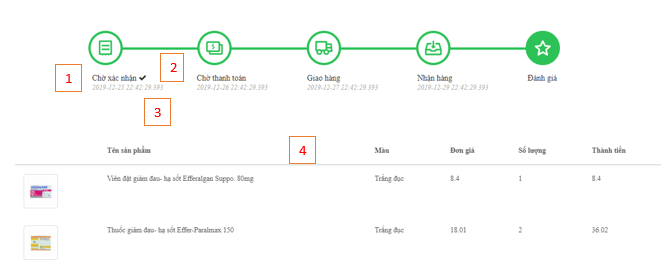 1
2
Chờ xác nhận ✔
Chờ thanh toán
Giao hàng
Nhận hàng
Đánh giá
2019-12-25 22:42:29.393
2019-12-26 22:42:29.393
2019-12-27 22:42:29.393
2019-12-29 22:42:29.393
3
4
Tên sản phẩm Màu Đơn giá Số lượng Thành tiền
Viên đặt giảm đau- hạ sốt Efferalgan Suppo. 80mg Trắng đục 8.4 1 8.4
Thuốc giảm đau- hạ sốt Effer-Paralmax 150 Trắng đục 18.01 2 36.02